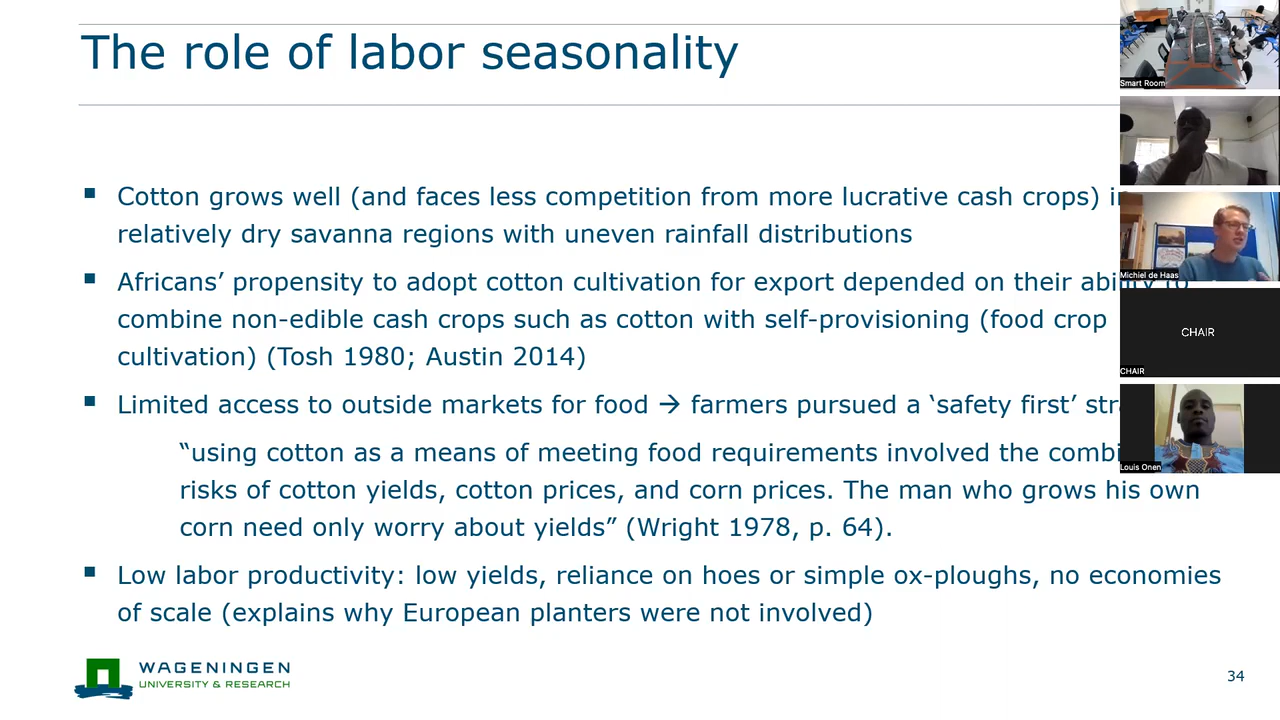 The role of labor seasonality
Smart Room
▪ Cotton grows well (and faces less competition from more lucrative cash crops) in
relatively dry savanna regions with uneven rainfall distributions
Michiel de Haas
▪ Africans’ propensity to adopt cotton cultivation for export depended on their ability to
combine non-edible cash crops such as cotton with self-provisioning (food crop
cultivation) (Tosh 1980; Austin 2014)
CHAIR
CHAIR
▪ Limited access to outside markets for food → farmers pursued a ‘safety first’
“using cotton as a means of meeting food requirements involved the
Louis Onen
risks of cotton yields, cotton prices, and corn prices. The man who grows his own
corn need only worry about yields” (Wright 1978, p. 64).
▪ Low labor productivity: low yields, reliance on hoes or simple ox-ploughs, no economies
of scale (explains why European planters were not involved)
WAGENINGEN
UNIVERSITY & RESEARCH
34